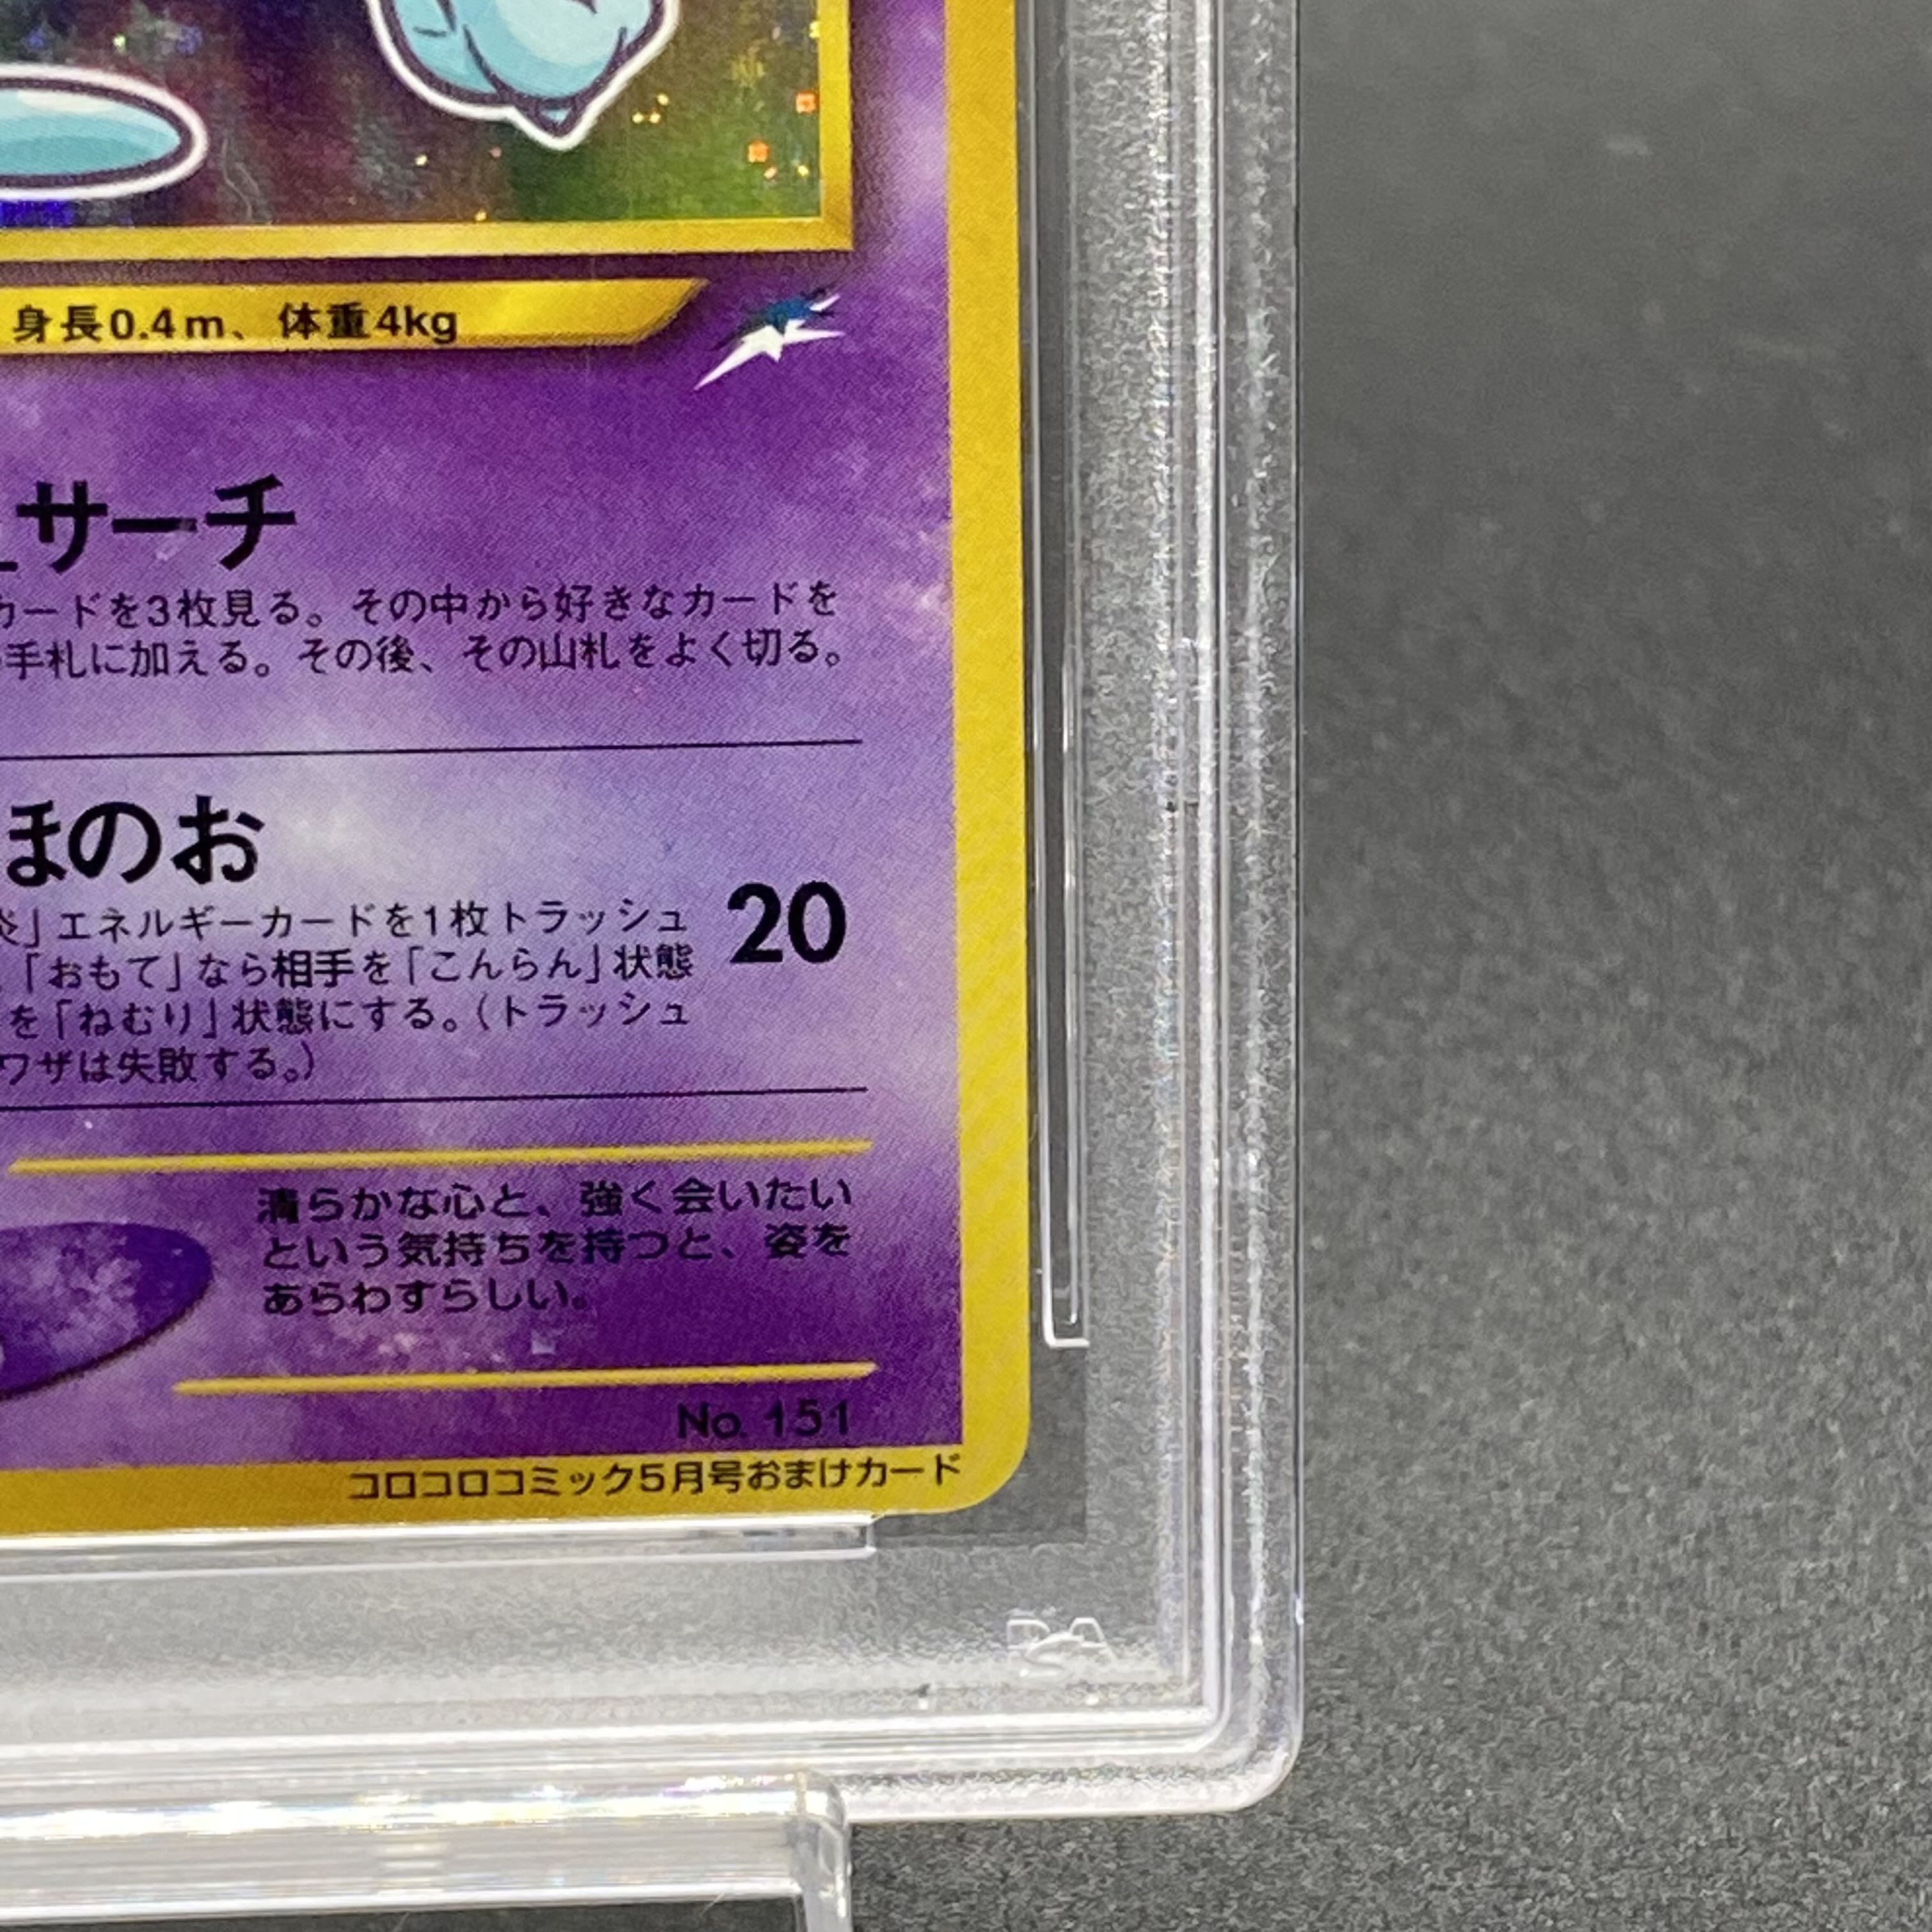 身長0.4m、体重4kg
サーチ
カードを3枚見る。その中から好きなカードを
手札に加える。その後、その山札をよく切る。
ほのお
炎」エネルギーカードを1枚トラッシュ
「おもて」なら相手を「こんらん」状態
を「ねむり」状態にする。(トラッシュ
ワザは失敗する。)
20
清らかな心と、強く会いたい
という気持ちを持つと、姿を
あらわすらしい。
No. 151
コロコロコミック5月号おまけカード
PSA